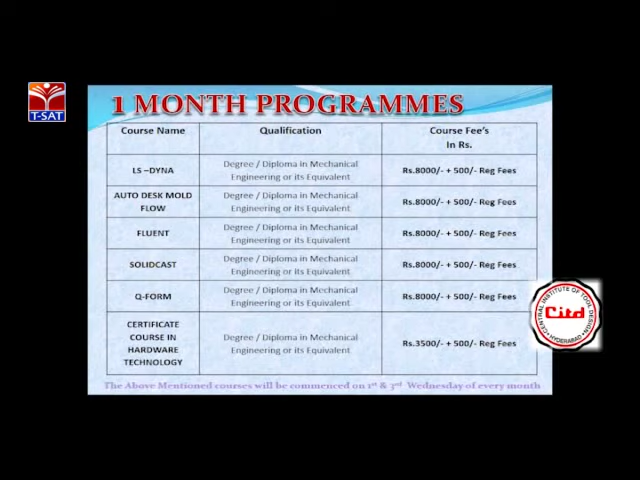 T-SAT
1 MONTH PROGRAMMES
Course Name
Qualification
Course Fee's
In Rs.
LS –DYNA
Degree / Diploma in Mechanical
Engineering or its Equivalent
Rs.8000/- + 500/- Reg Fees
AUTO DESK MOLD
FLOW
Degree / Diploma in Mechanical
Engineering or its Equivalent
Rs.8000/- + 500/- Reg Fees
FLUENT
Degree / Diploma in Mechanical
Engineering or its Equivalent
Rs.8000/- + 500/- Reg Fees
SOLIDCAST
Degree / Diploma in Mechanical
Engineering or its Equivalent
Rs.8000/- + 500/- Reg Fees
Q-FORM
Degree / Diploma in Mechanical
Engineering or its Equivalent
Rs.8000/- + 500/- Reg Fees
CERTIFICATE
COURSE IN
HARDWARE
TECHNOLOGY
Degree / Diploma in Mechanical
Engineering or its Equivalent
Rs.3500/- + 500/- Reg Fees
The Above Mentioned courses will be commenced on 1st & 3rd Wednesday of every month
CENTRAL INSTITUTE OF TOOL DESIGN
Citd
HYDERABAD